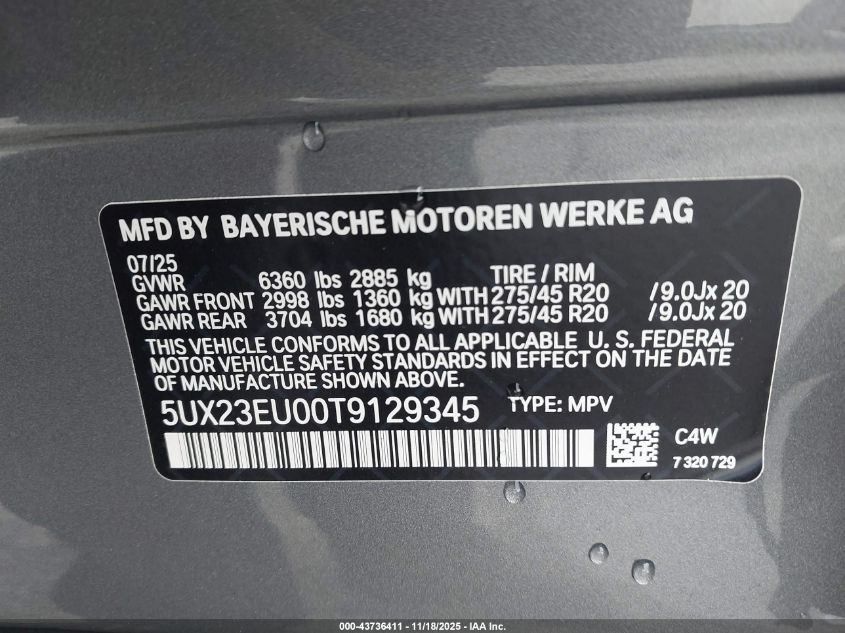 MFD BY BAYERISCHE MOTOREN WERKE AG
07/25
GVWR 6360 lbs 2885 kg TIRE / RIM
GAWR FRONT 2998 lbs 1360 kg WITH 275/45 R20 /9.0Jx 20
GAWR REAR 3704 lbs 1680 kg WITH 275/45 R20 /9.0Jx 20
THIS VEHICLE CONFORMS TO ALL APPLICABLE U. S. FEDERAL
MOTOR VEHICLE SAFETY STANDARDS IN EFFECT ON THE DATE
OF MANUFACTURE SHOWN ABOVE.
5UX23EU00T9129345 TYPE: MPV
C4W
7 320 729
000-43736411 - 11/18/2025 - IAA Inc.